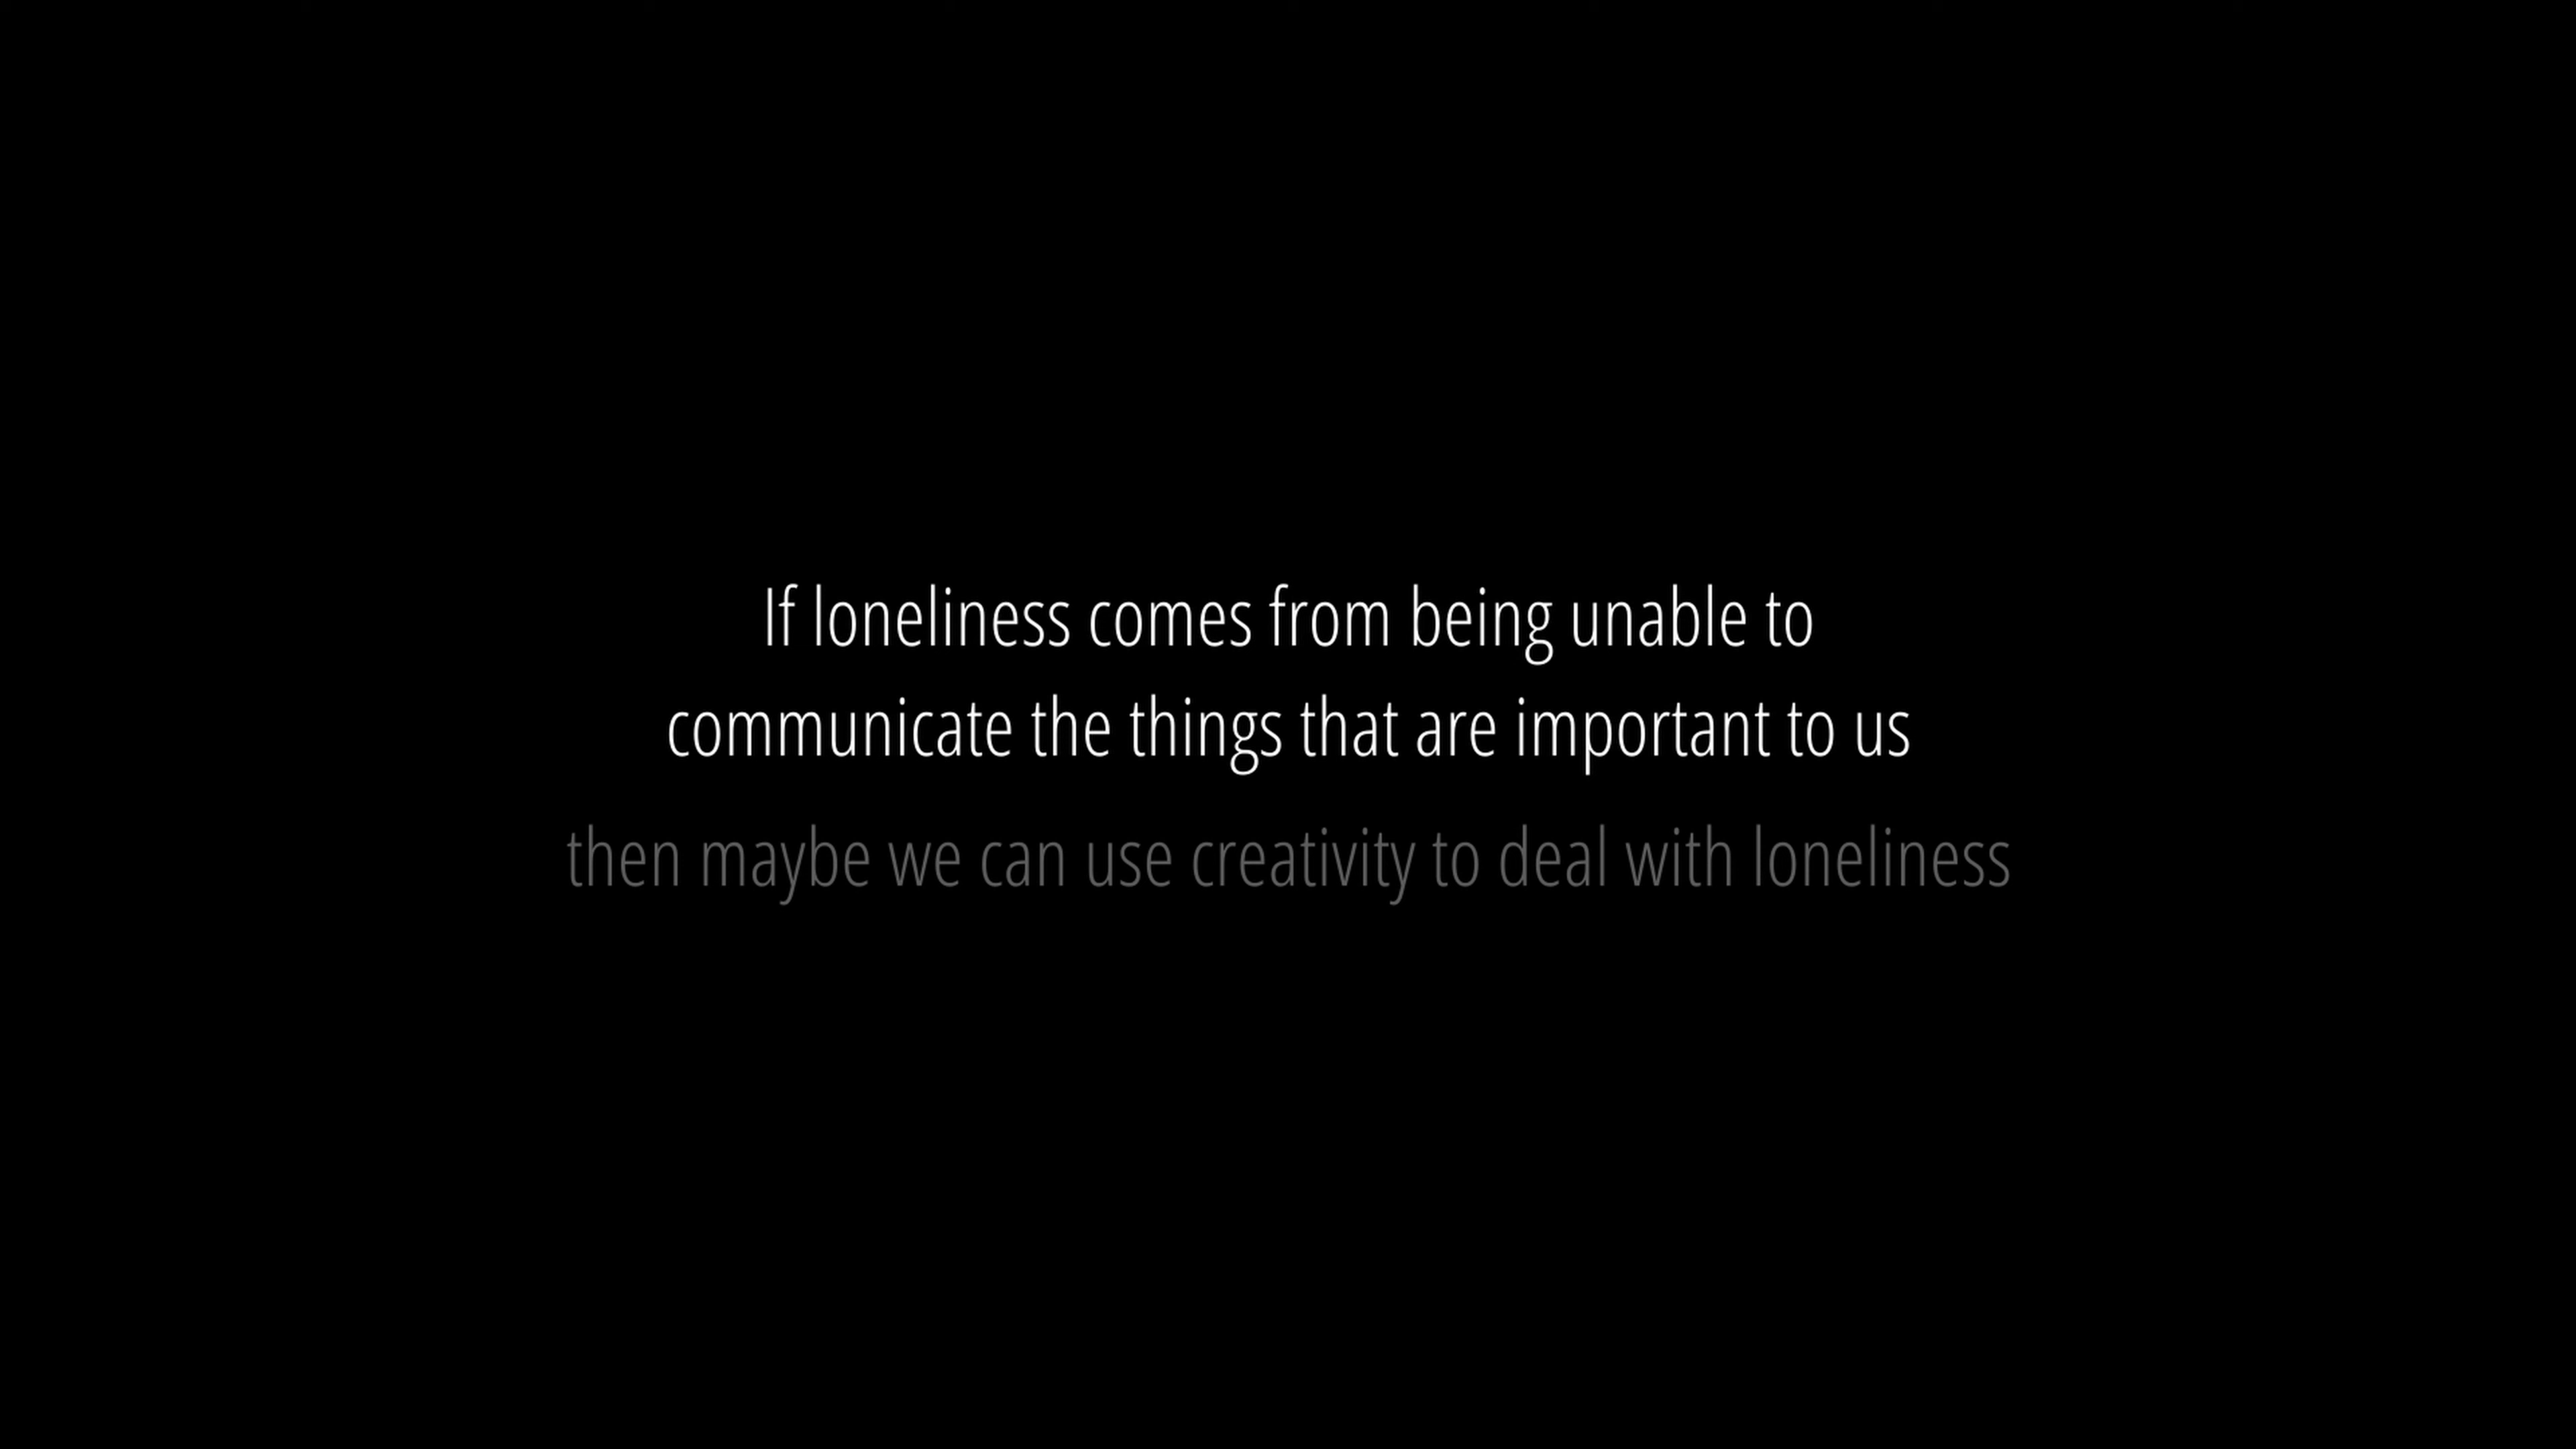 If loneliness comes from being unable to
communicate the things that are important to us
then maybe we can use creativity to deal with loneliness